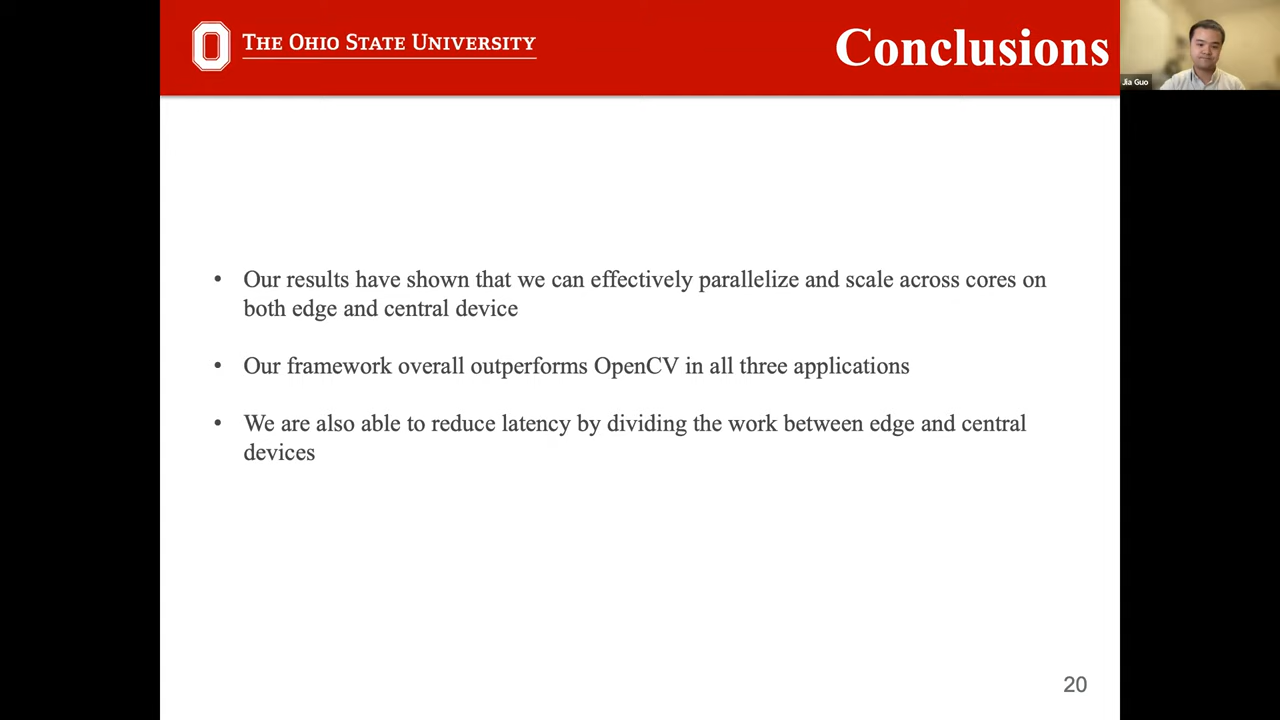 THE OHIO STATE UNIVERSITY
Conclusions
Jia Guo
• Our results have shown that we can effectively parallelize and scale across cores on
both edge and central device
• Our framework overall outperforms OpenCV in all three applications
• We are also able to reduce latency by dividing the work between edge and central
devices
20